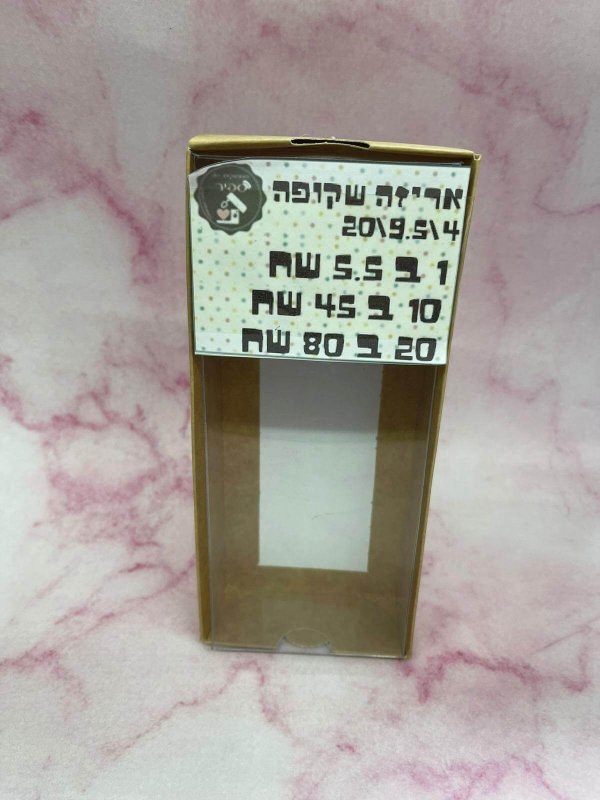 אריזה שקופה
20\9.5\4
1 ב 5.5 שח
10 ב 45 שח
20 ב 80 שח